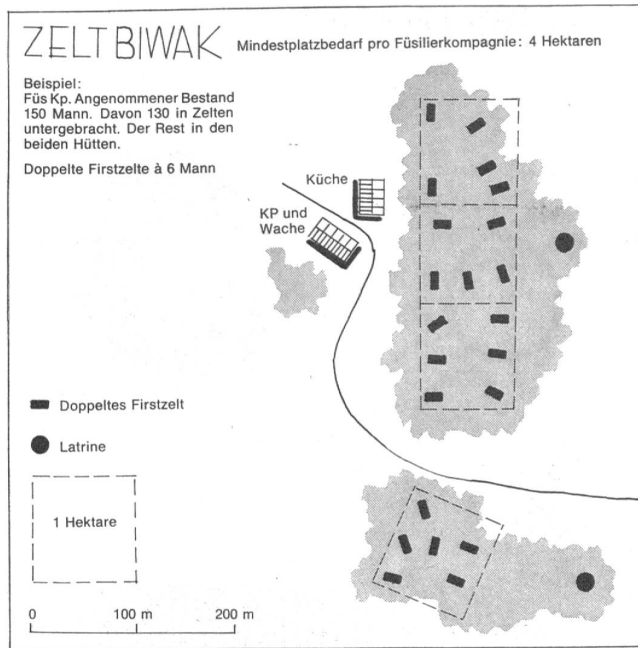 ZELTBIWAK
Mindestplatzbedarf pro Füsilierkompagnie: 4 Hektaren
Beispiel:
Füs Kp. Angenommener Bestand
150 Mann. Davon 130 in Zelten
untergebracht. Der Rest in den
beiden Hütten.
Doppelte Firstzelte à 6 Mann
Küche
KP und
Wache
Doppeltes Firstzelt
Latrine
1 Hektare
0 100 m 200 m